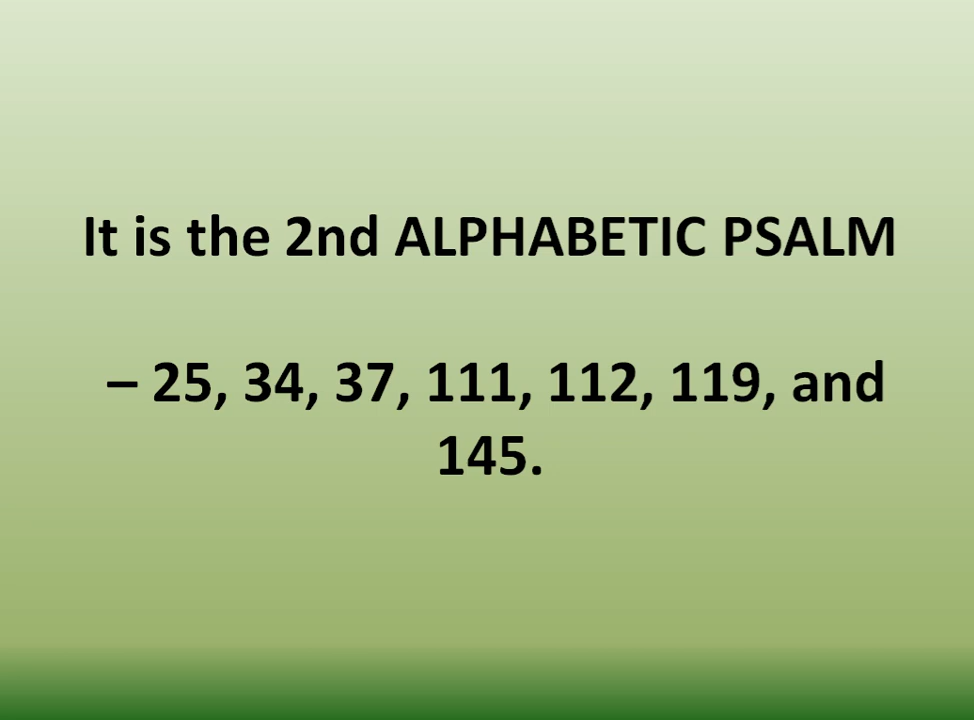 It is the 2nd ALPHABETIC PSALM
– 25, 34, 37, 111, 112, 119, and
145.